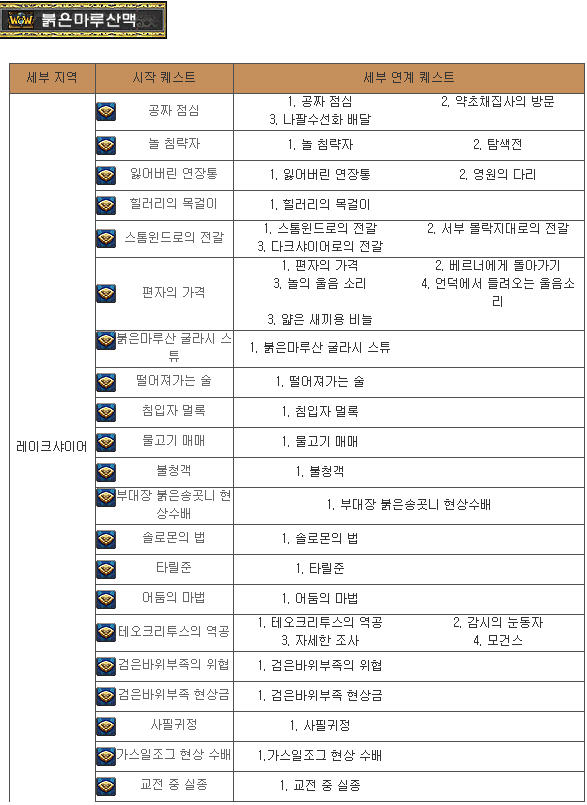 WoW 붉은마루산맥
세부 지역 시작 퀘스트 세부 연계 퀘스트
레이크샤이어
공짜 점심 1. 공짜 점심 2. 약초채집사의 방문
3. 나팔수선화 배달
놀 침략자 1. 놀 침략자 2. 탐색전
잃어버린 연장통 1. 잃어버린 연장통 2. 영원의 다리
힐러리의 목걸이 1. 힐러리의 목걸이
스톰윈드로의 전갈 1. 스톰윈드로의 전갈 2. 서부 몰락지대로의 전갈
3. 다크샤이어로의 전갈
편자의 가격 1. 편자의 가격 2. 베르너에게 돌아가기
3. 놀의 울음 소리 4. 언덕에서 들려오는 울음소
리
3. 얇은 새끼용 비늘
붉은마루산 굴라시 스 1. 붉은마루산 굴라시 스튜
튜
떨어져가는 술 1. 떨어져가는 술
침입자 멀록 1. 침입자 멀록
물고기 매매 1. 물고기 매매
불청객 1. 불청객
부대장 붉은송곳니 현 1. 부대장 붉은송곳니 현상수배
상수배
솔로몬의 법 1. 솔로몬의 법
타릴준 1. 타릴준
어둠의 마법 1. 어둠의 마법
테오크리투스의 역공 1. 테오크리투스의 역공 2. 감시의 눈동자
3. 자세한 조사 4. 모건스
검은바위부족의 위협 1. 검은바위부족의 위협
검은바위부족 현상금 1. 검은바위부족 현상금
사필귀정 1. 사필귀정
가스일조그 현상 수배 1.가스일조그 현상 수배
교전 중 실종 1. 교전 중 실종